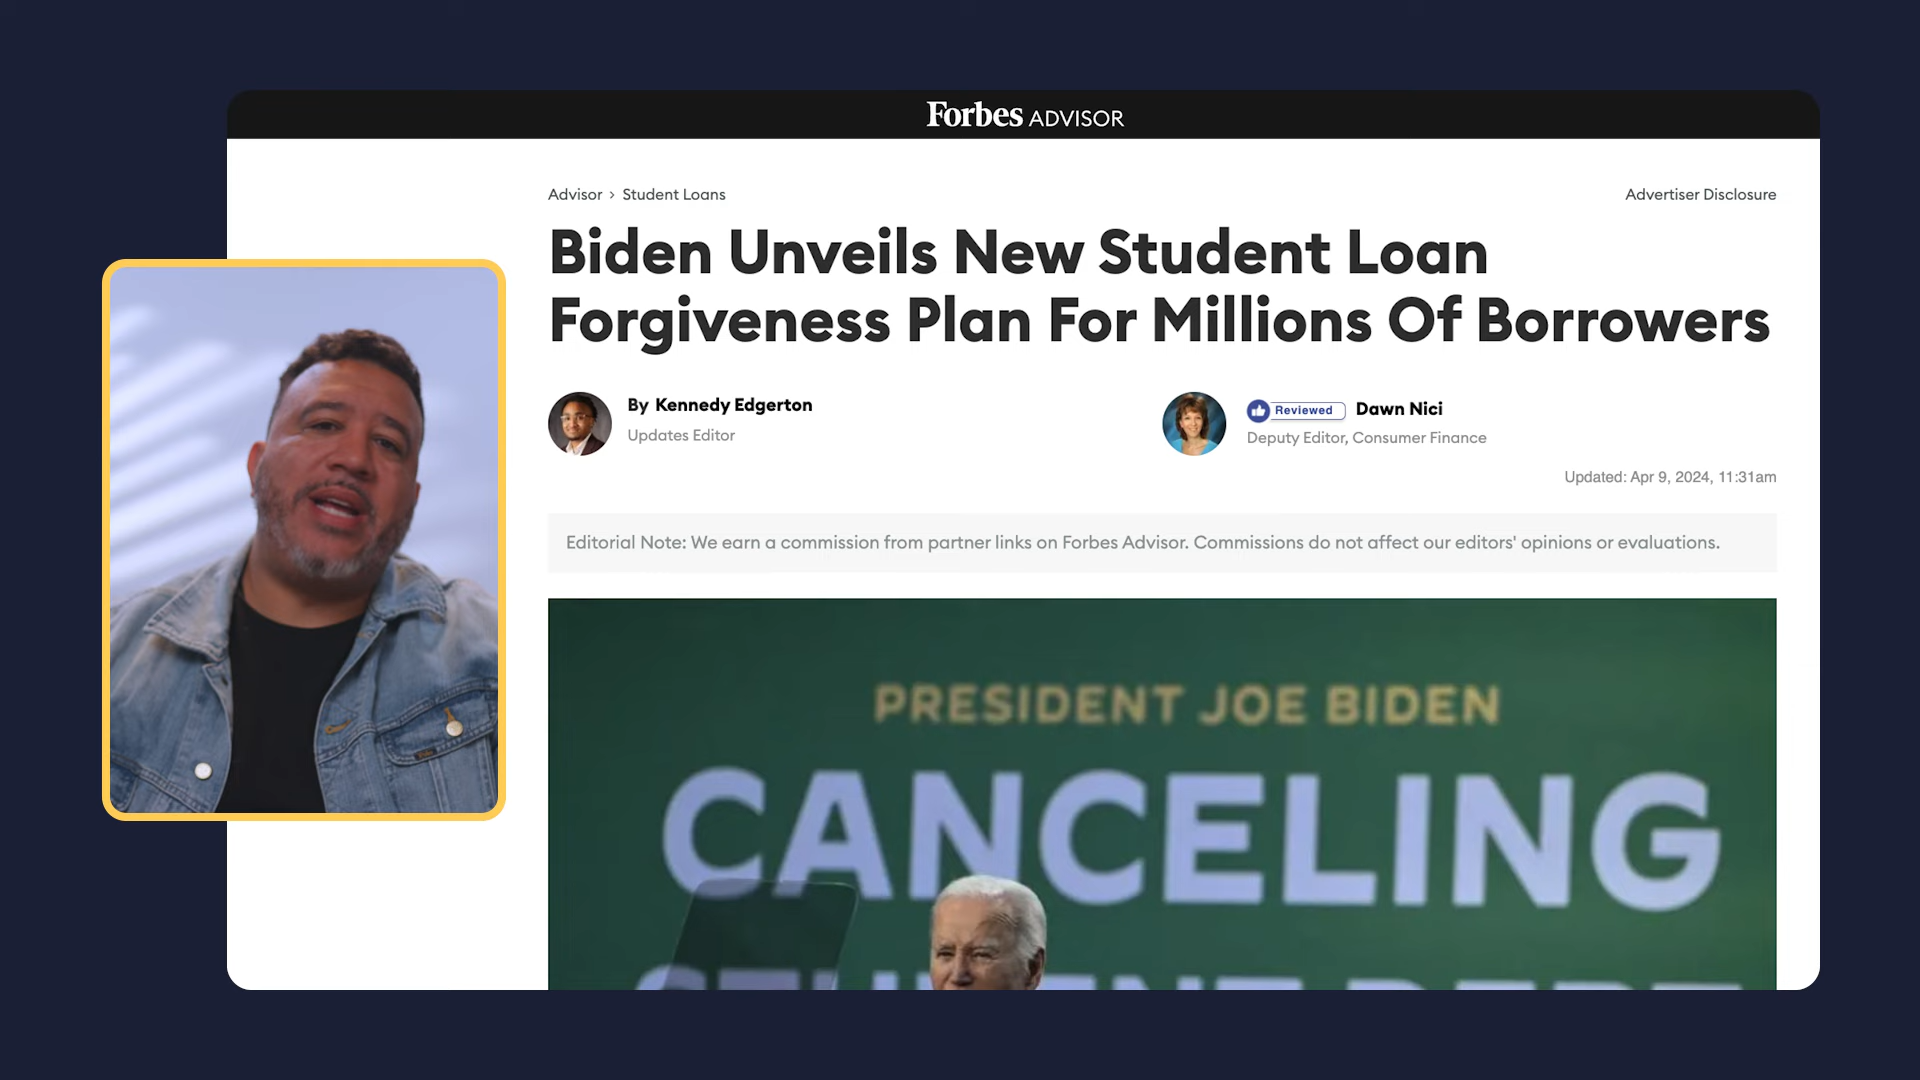 Forbes ADVISOR
Advisor > Student Loans
Advertiser Disclosure
Biden Unveils New Student Loan
Forgiveness Plan For Millions Of Borrowers
By Kennedy Edgerton
Updates Editor
Reviewed Dawn Nici
Deputy Editor, Consumer Finance
Updated: Apr 9, 2024, 11:31am
Editorial Note: We earn a commission from partner links on Forbes Advisor. Commissions do not affect our editors' opinions or evaluations.
PRESIDENT JOE BIDEN
CANCELING